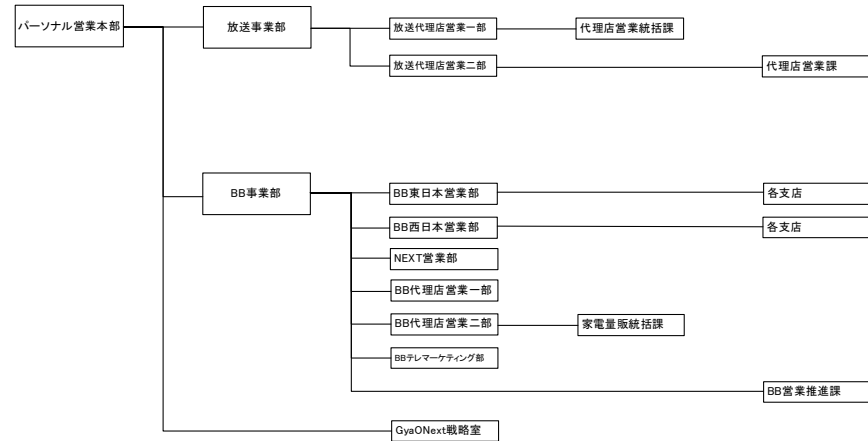 パーソナル営業本部
放送事業部
放送代理店営業一部
代理店営業統括課
放送代理店営業二部
代理店営業課
BB事業部
BB東日本営業部
各支店
BB西日本営業部
各支店
NEXT営業部
BB代理店営業一部
BB代理店営業二部
家電量販統括課
BBテレマーケティング部
BB営業推進課
GyaONext戦略室